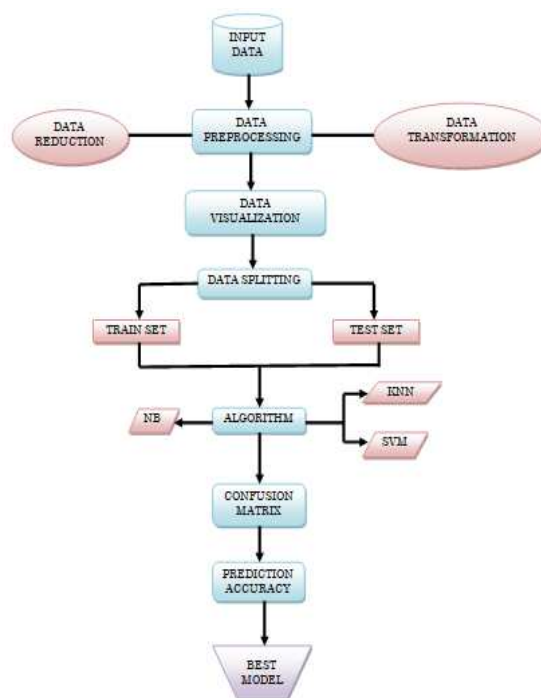 INPUT
DATA
DATA
REDUCTION
DATA
PREPROCESSING
DATA
TRANSFORMATION
DATA
VISUALIZATION
DATA SPLITTING
TRAIN SET
TEST SET
KNN
NB
ALGORITHM
SVM
CONFUSION
MATRIX
PREDICTION
ACCURACY
BEST
MODEL